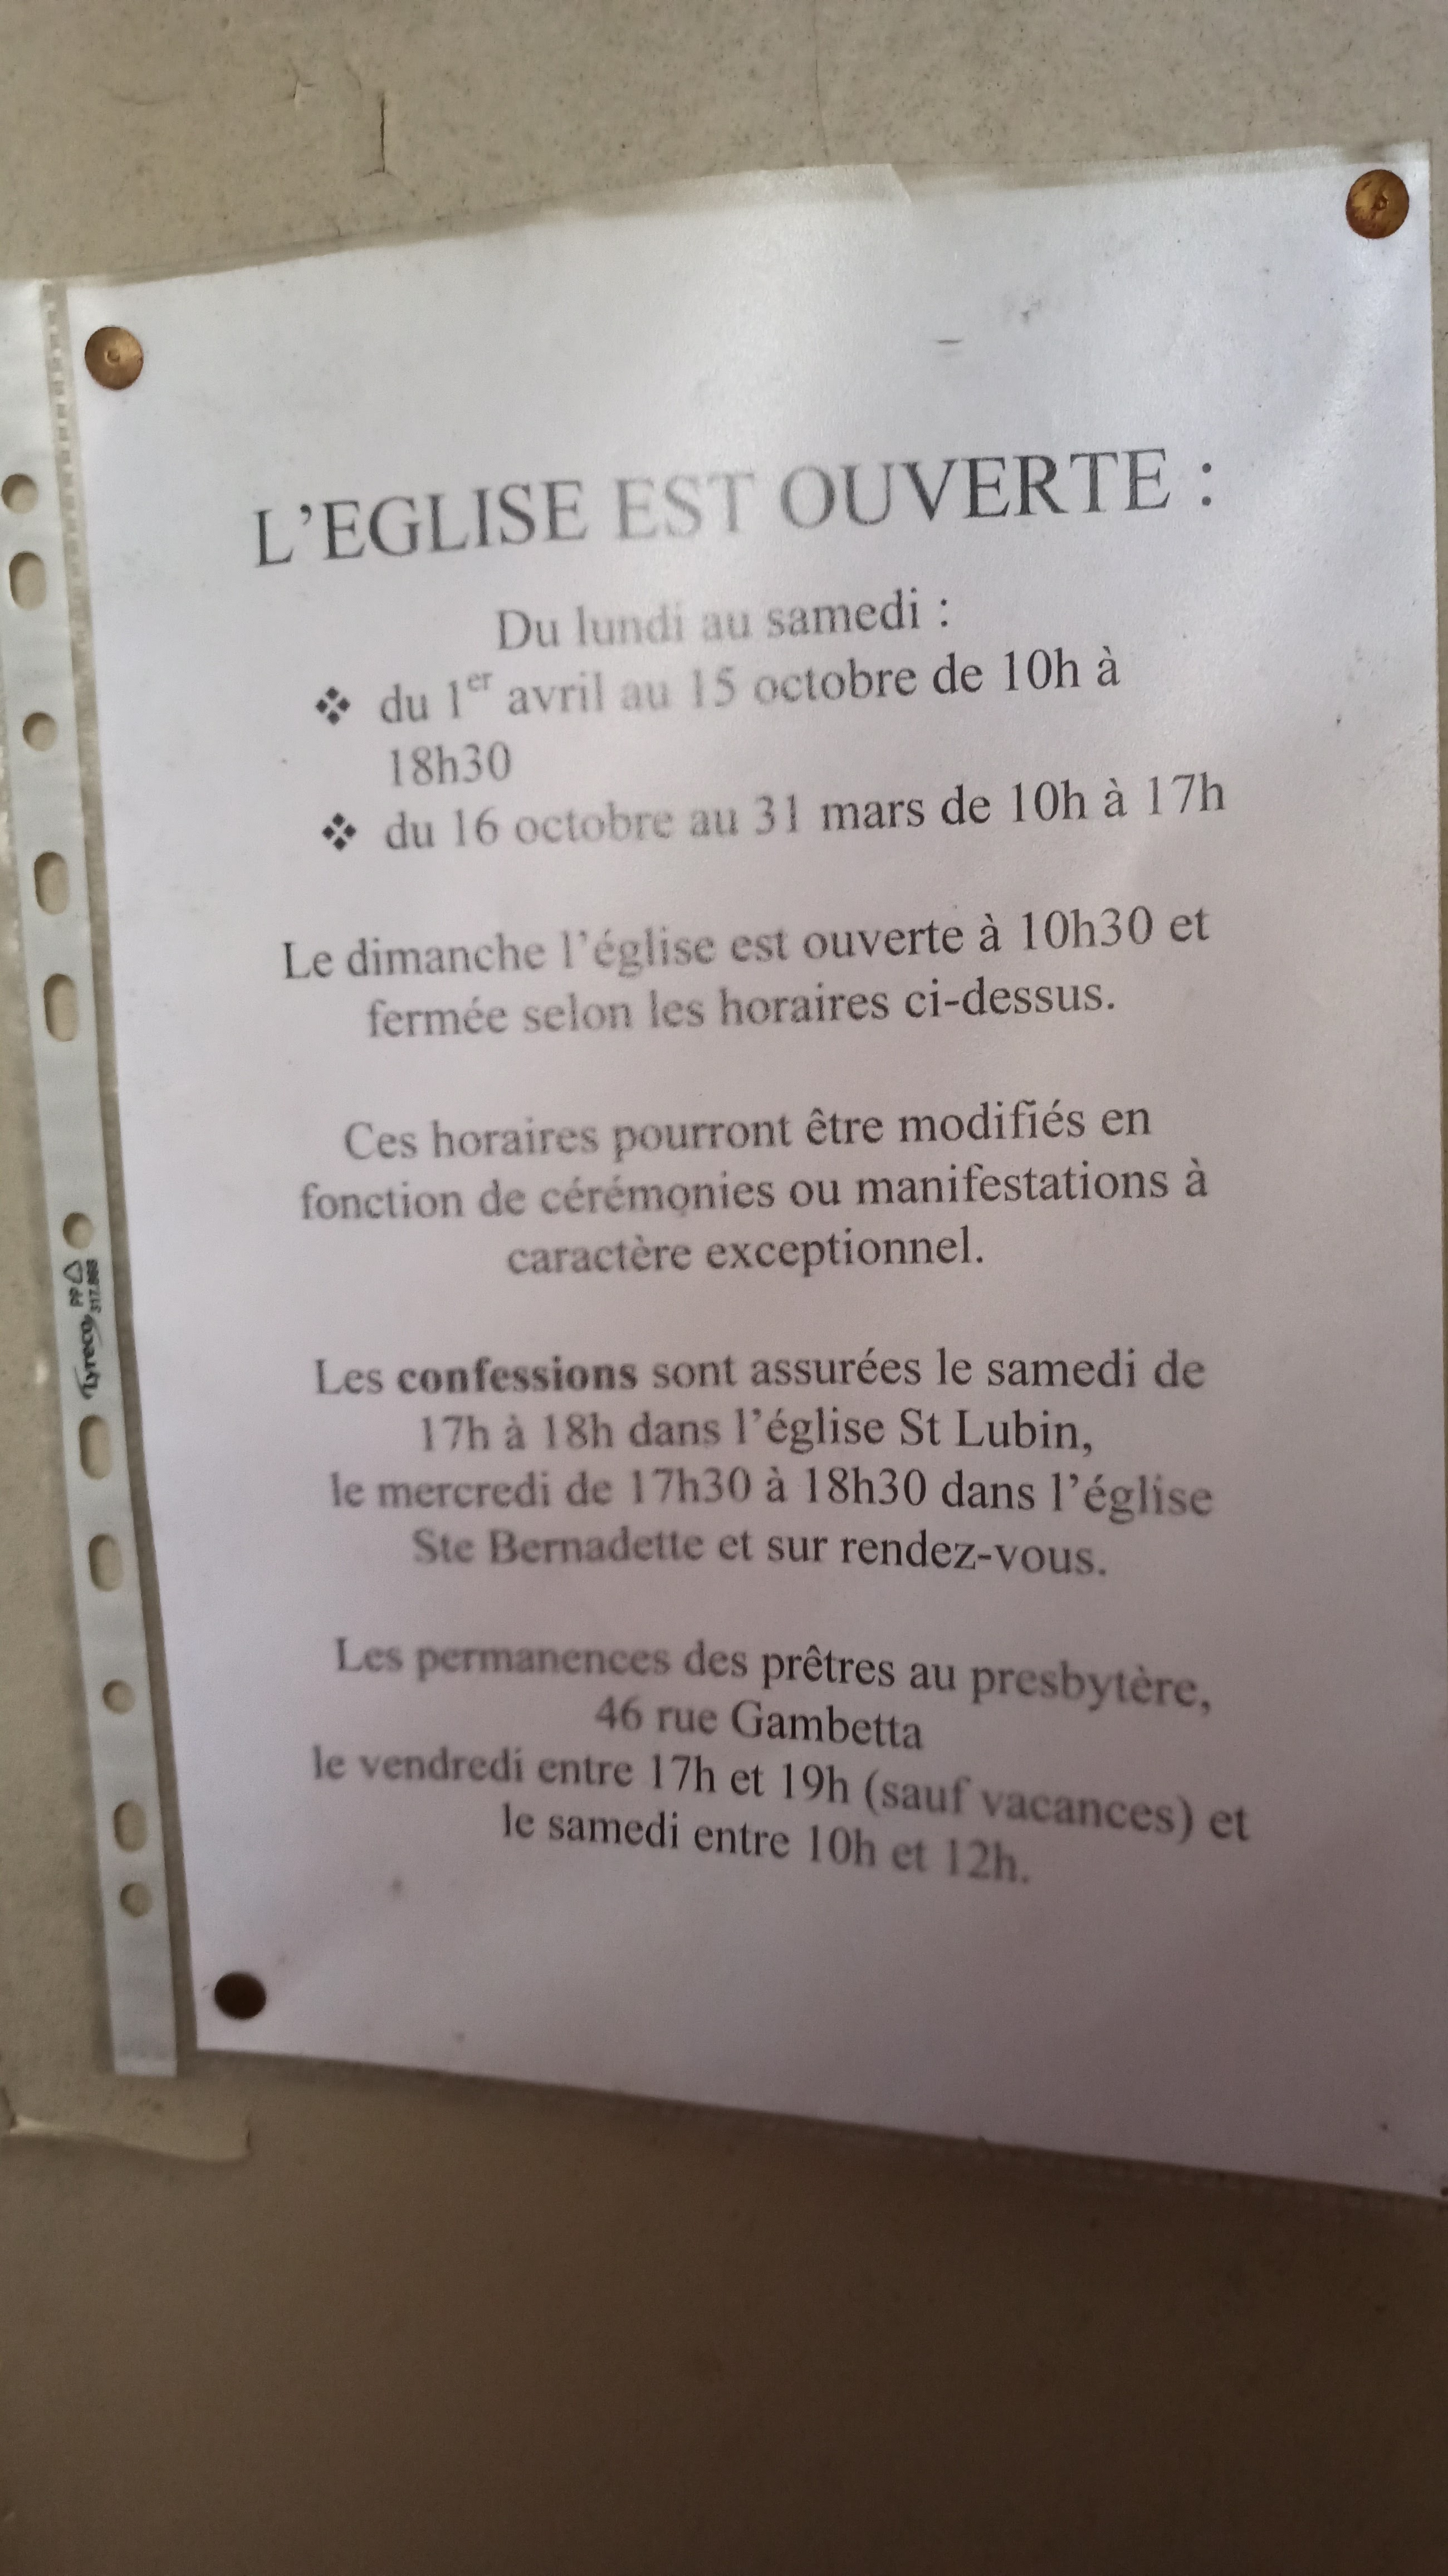 L'EGLISE EST OUVERTE :
Du lundi au samedi :
❖ du 1er avril au 15 octobre de 10h à
18h30
❖ du 16 octobre au 31 mars de 10h à 17h
Le dimanche l'église est ouverte à 10h30 et
fermée selon les horaires ci-dessus.
Ces horaires pourront être modifiés en
fonction de cérémonies ou manifestations à
caractère exceptionnel.
Les confessions sont assurées le samedi de
17h à 18h dans l'église St Lubin,
le mercredi de 17h30 à 18h30 dans l'église
Ste Bernadette et sur rendez-vous.
Les permanences des prêtres au presbytère,
46 rue Gambetta
le vendredi entre 17h et 19h (sauf vacances) et
le samedi entre 10h et 12h.
Lyreco PP
317.868